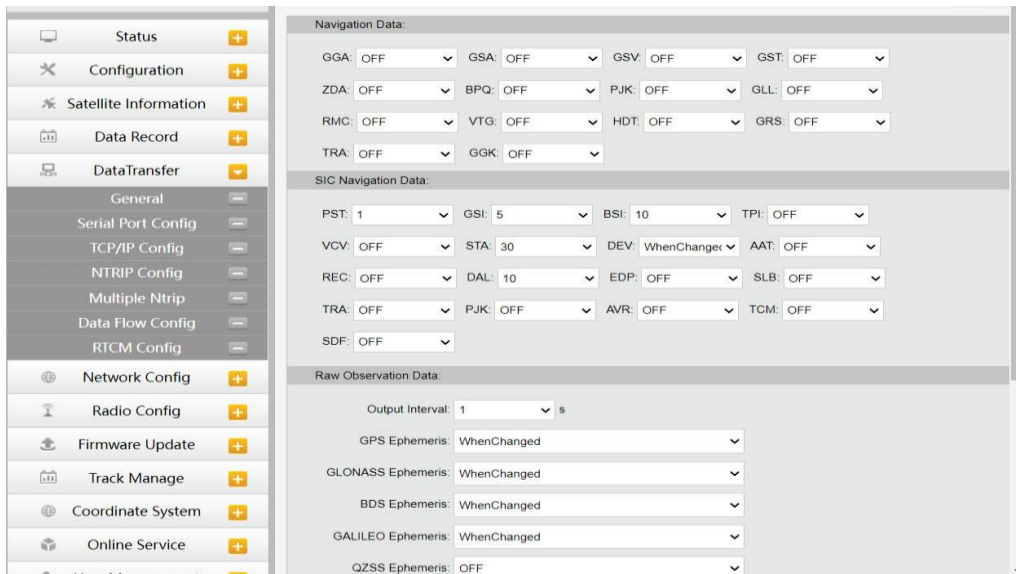 Status
Configuration
Satellite Information
Data Record
DataTransfer
General
Serial Port Config
TCP/IP Config
NTRIP Config
Multiple Ntrip
Data Flow Config
RTCM Config
Network Config
Radio Config
Firmware Update
Track Manage
Coordinate System
Online Service
Navigation Data:
GGA: OFF GSA: OFF GSV: OFF GST: OFF
ZDA: OFF BPQ: OFF PJK: OFF GLL: OFF
RMC: OFF VTG: OFF HDT: OFF GRS: OFF
TRA: OFF GGK: OFF
SIC Navigation Data:
PST: 1 GSI: 5 BSI: 10 TPI: OFF
VCV: OFF STA: 30 DEV: WhenChanged AAT: OFF
REC: OFF DAL: 10 EDP: OFF SLB: OFF
TRA: OFF PJK: OFF AVR: OFF TCM: OFF
SDF: OFF
Raw Observation Data:
Output Interval: 1 s
GPS Ephemeris: WhenChanged
GLONASS Ephemeris: WhenChanged
BDS Ephemeris: WhenChanged
GALILEO Ephemeris: WhenChanged
QZSS Ephemeris: OFF